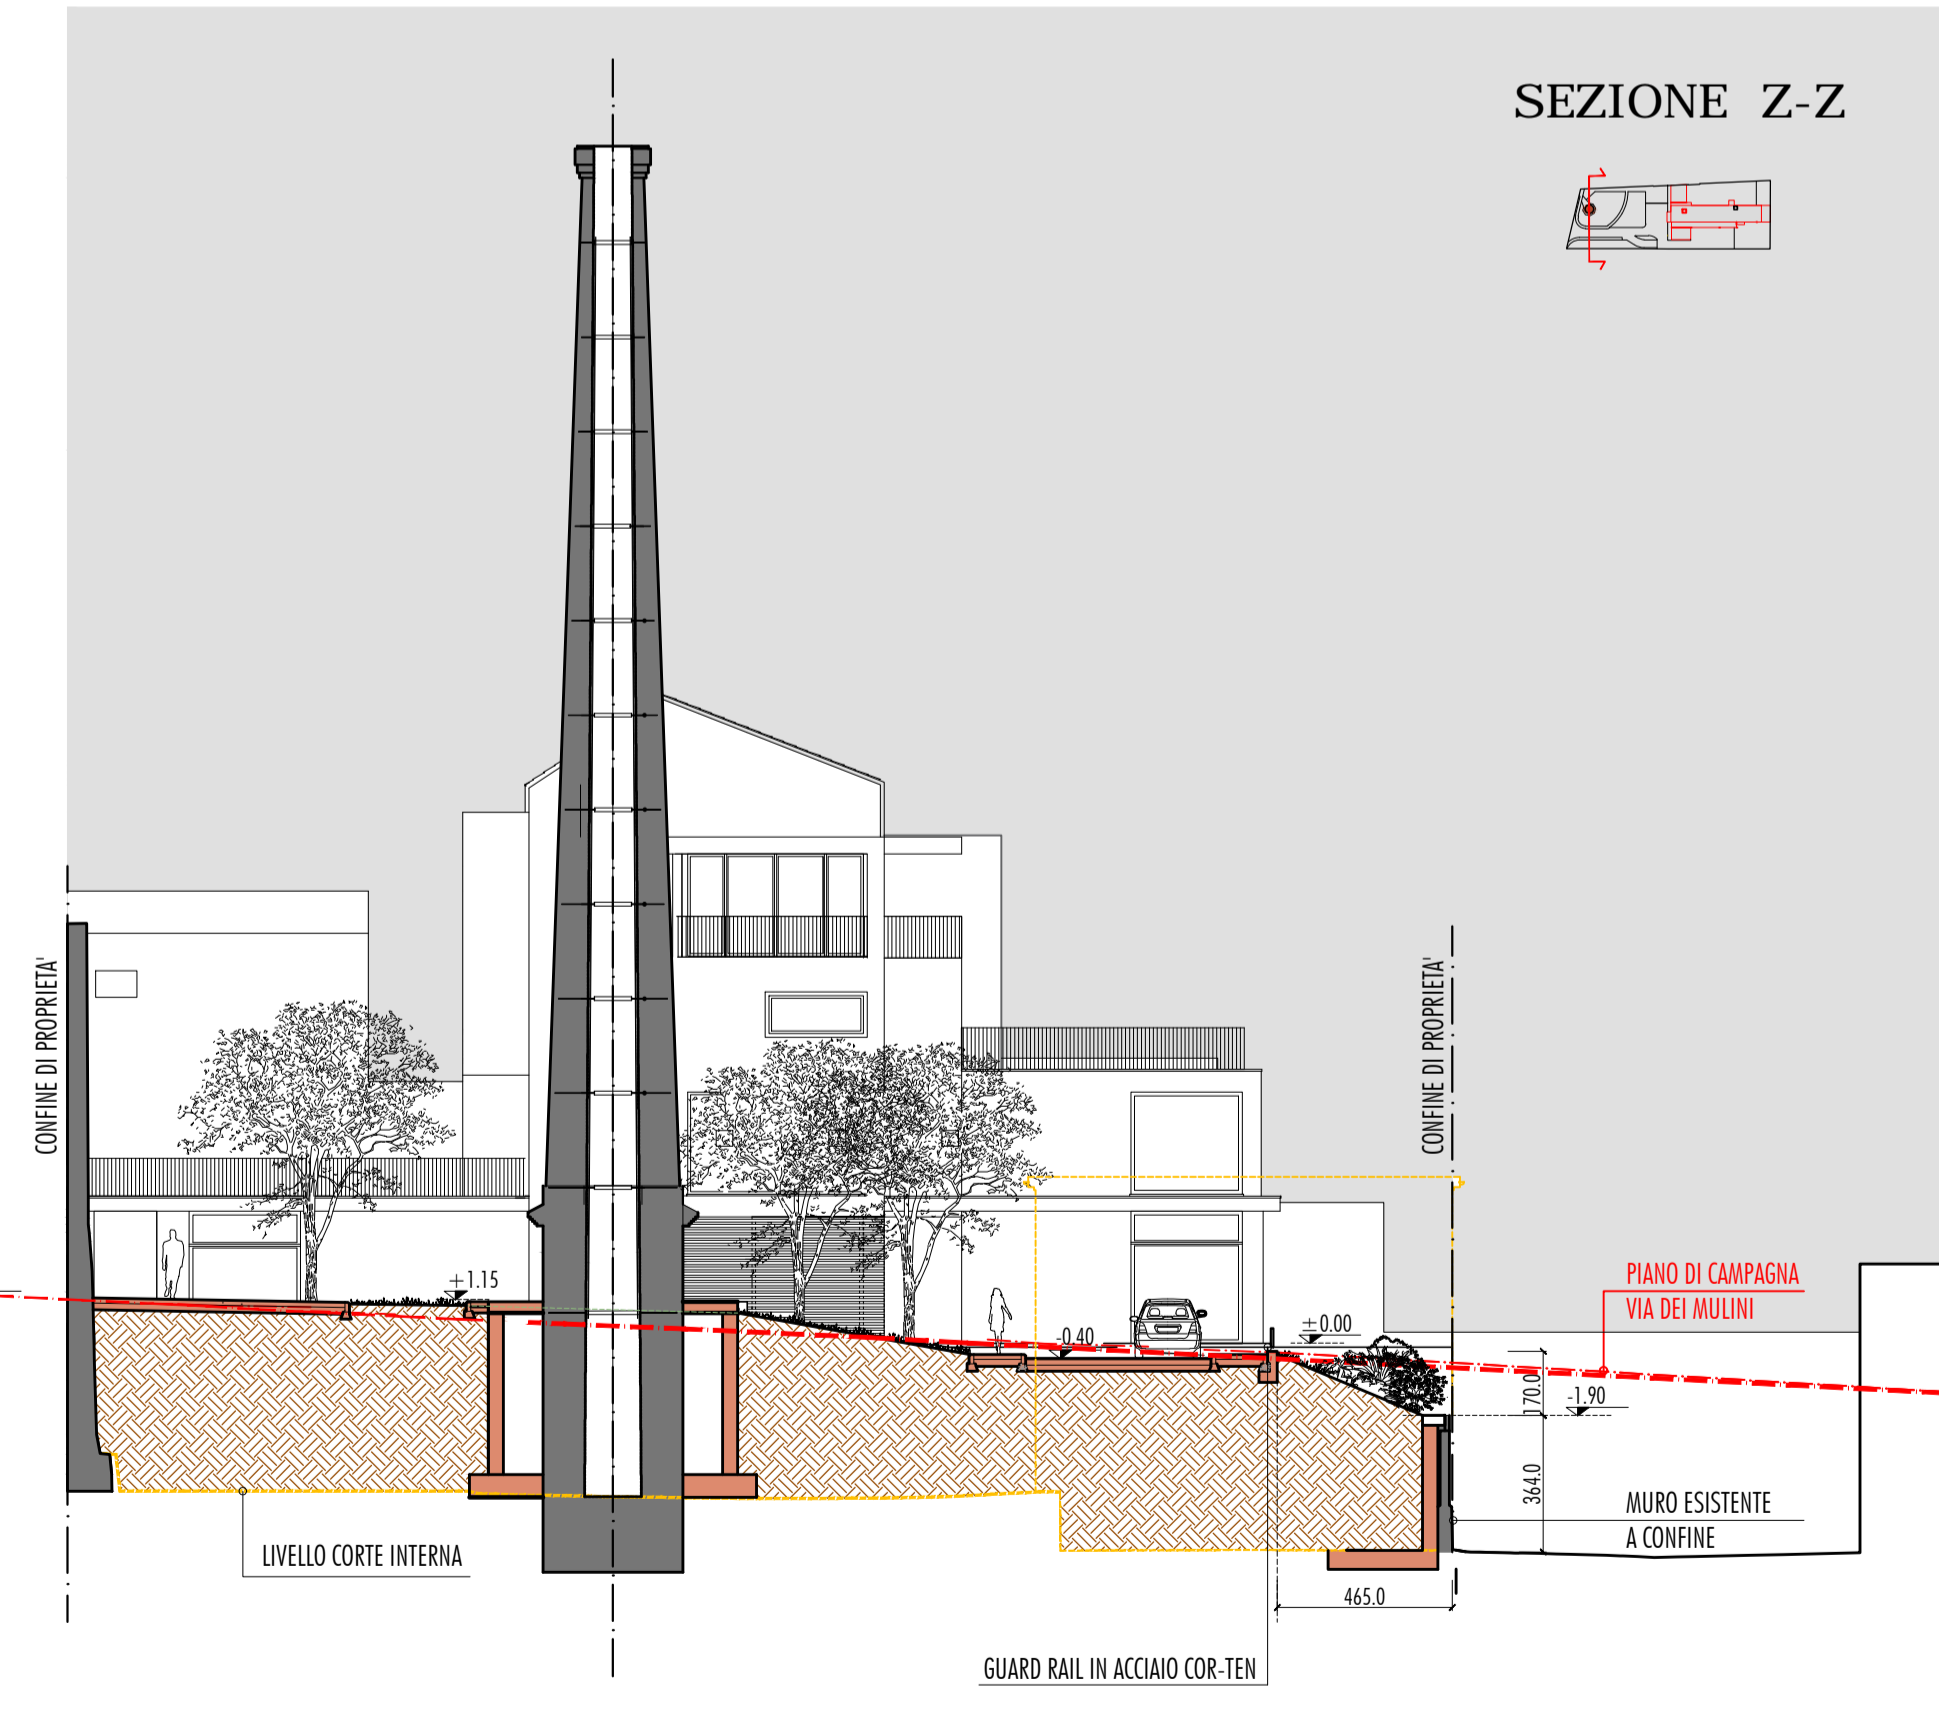 SEZIONE Z-Z
CONFINE DI PROPRIETA'
CONFINE DI PROPRIETA'
+1.15
PIANO DI CAMPAGNA
VIA DEI MULINI
±0.00
-0.40
170.0
-1.90
364.0
MURO ESISTENTE
A CONFINE
LIVELLO CORTE INTERNA
465.0
GUARD RAIL IN ACCIAIO COR-TEN